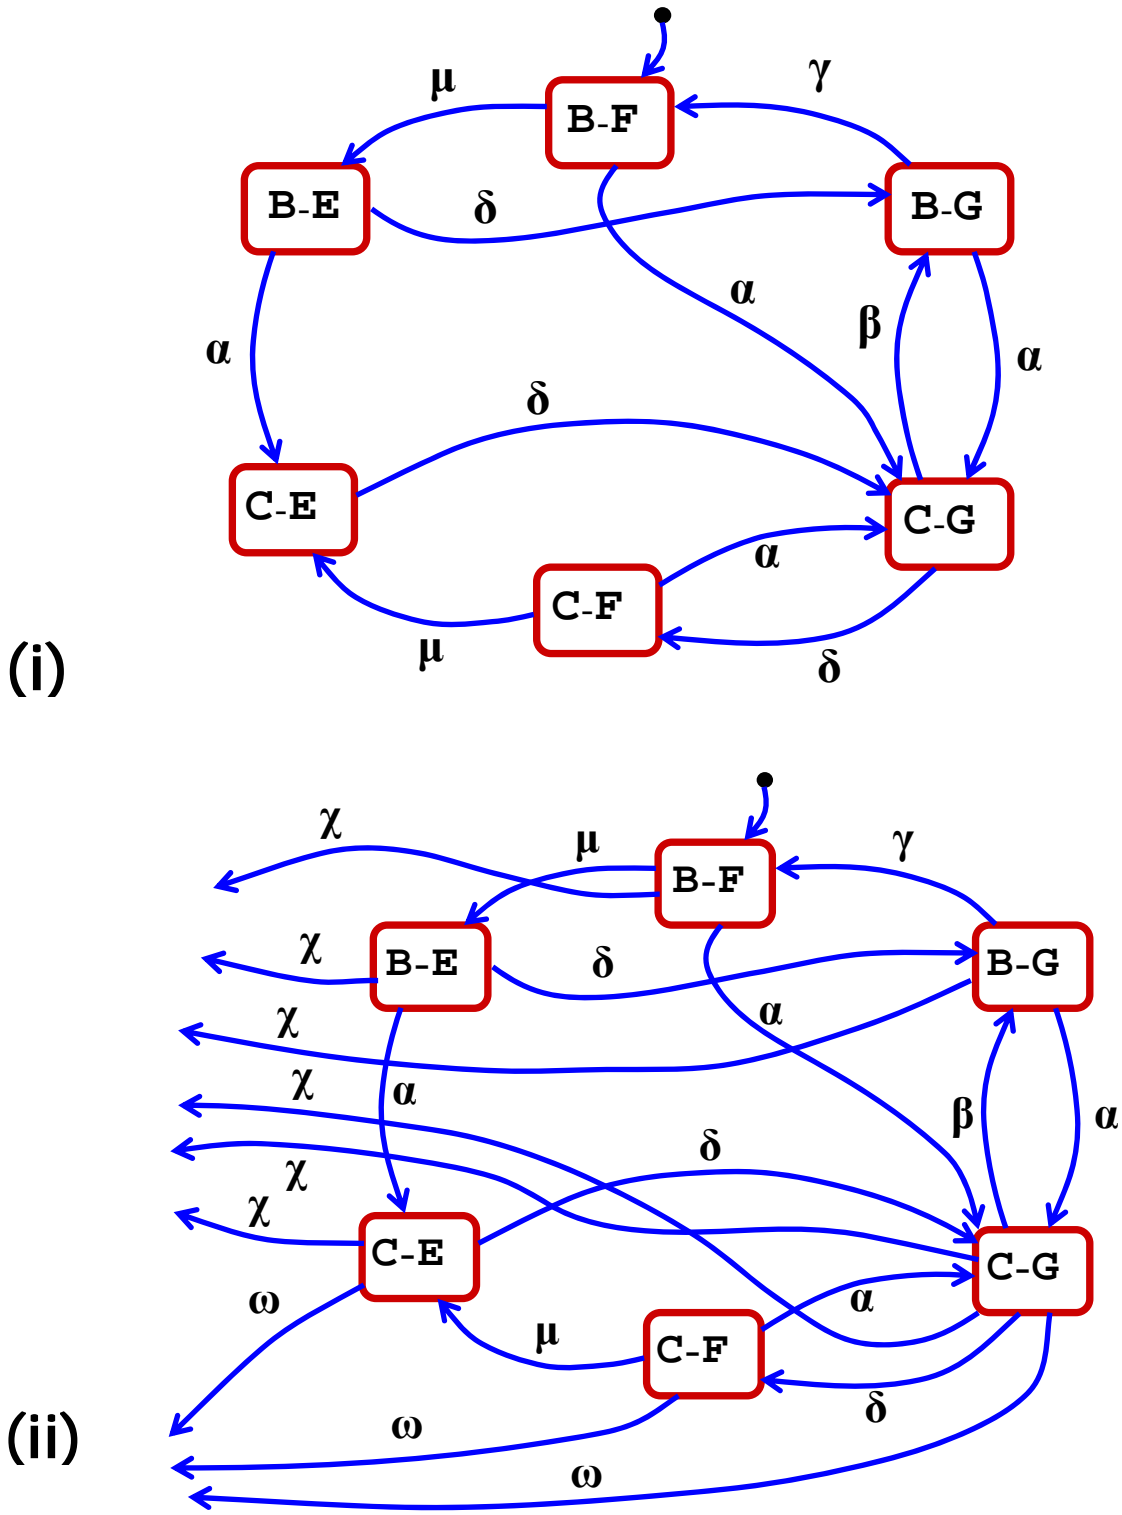 γ
μ
B-F
B-E
B-G
δ
α
β
α
α
δ
C-E
C-G
α
C-F
μ
δ
(i)
χ
μ
γ
B-F
χ
B-E
δ
B-G
χ
α
χ
α
β
α
δ
χ
χ
C-E
C-G
ω
α
μ
C-F
δ
ω
(ii)
ω